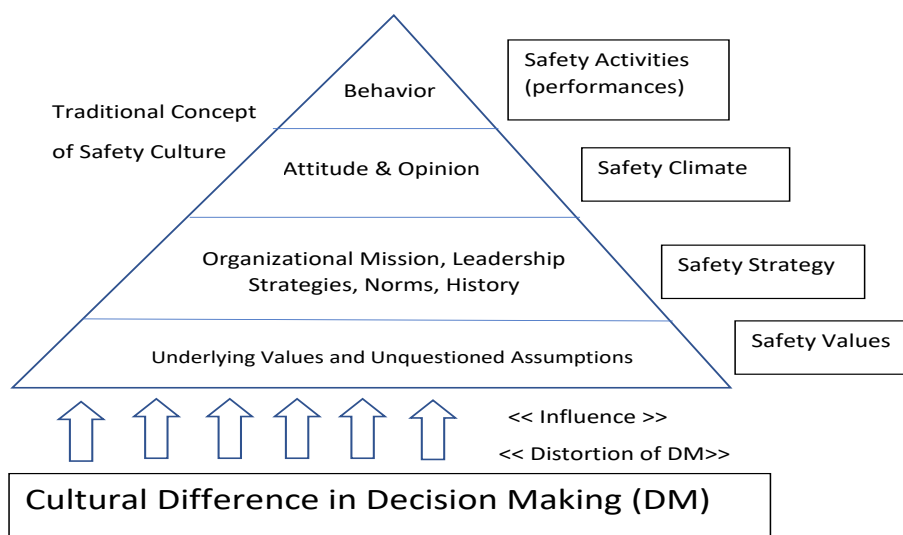 Traditional Concept
of Safety Culture
Behavior
Safety Activities
(performances)
Attitude & Opinion
Safety Climate
Organizational Mission, Leadership
Strategies, Norms, History
Safety Strategy
Underlying Values and Unquestioned Assumptions
Safety Values
<< Influence >>
<< Distortion of DM>>
Cultural Difference in Decision Making (DM)